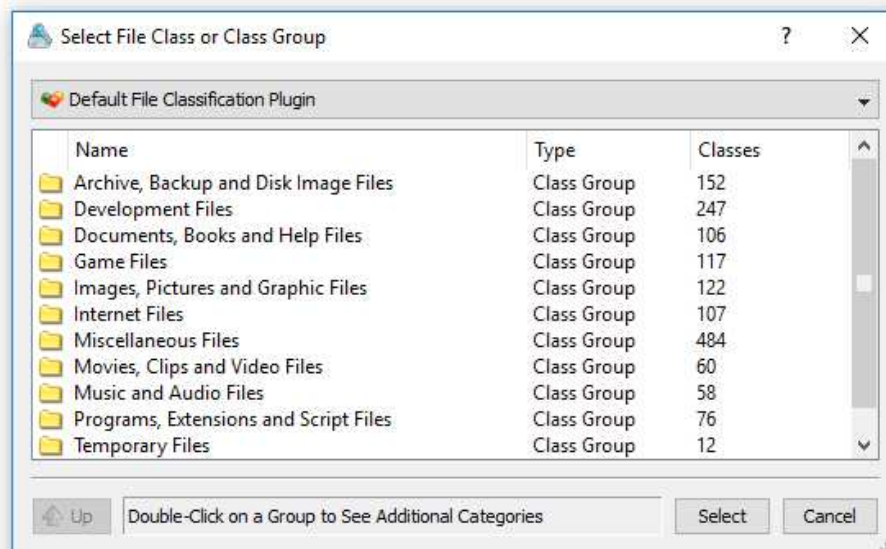 Select File Class or Class Group ?
Default File Classification Plugin
Name Type Classes
Archive, Backup and Disk Image Files Class Group 152
Development Files Class Group 247
Documents, Books and Help Files Class Group 106
Game Files Class Group 117
Images, Pictures and Graphic Files Class Group 122
Internet Files Class Group 107
Miscellaneous Files Class Group 484
Movies, Clips and Video Files Class Group 60
Music and Audio Files Class Group 58
Programs, Extensions and Script Files Class Group 76
Temporary Files Class Group 12
Up Double-Click on a Group to See Additional Categories Select Cancel